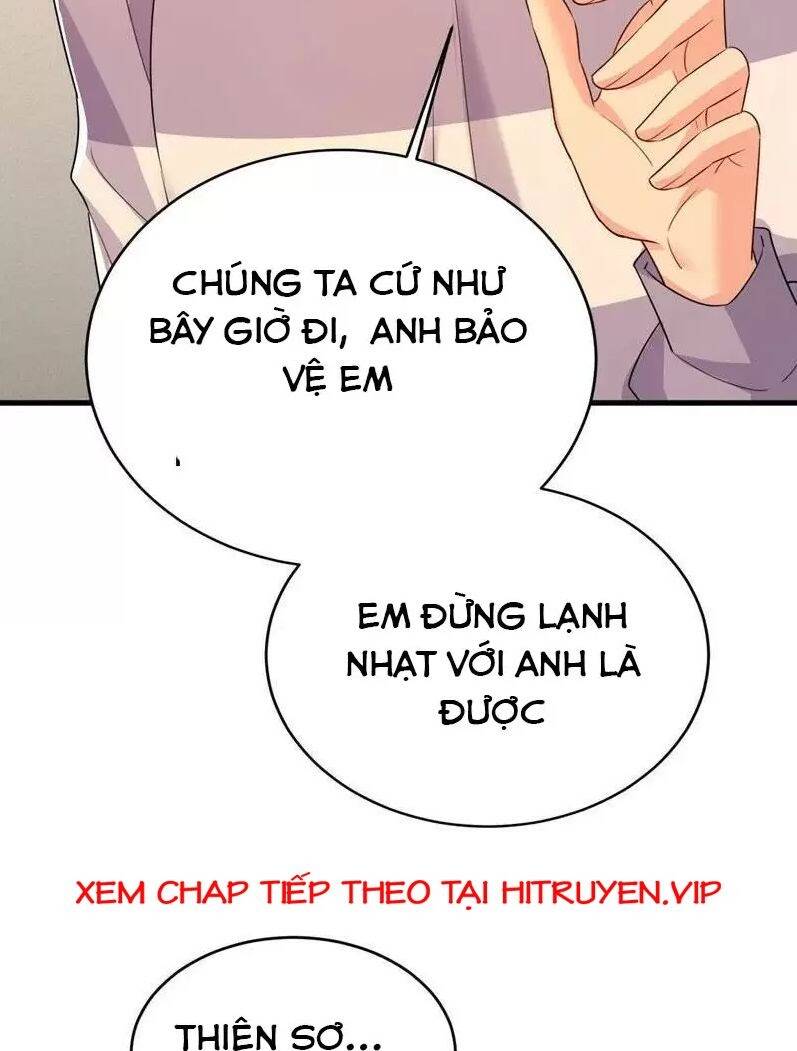 CHÚNG TA CỨ NHƯ
BÂY GIỜ ĐI, ANH BẢO
VỆ EM
EM ĐỪNG LẠNH
NHẠT VỚI ANH LÀ
ĐƯỢC
XEM CHAP TIẾP THEO TẠI HITRUYEN.VIP
THIÊN SƠ...